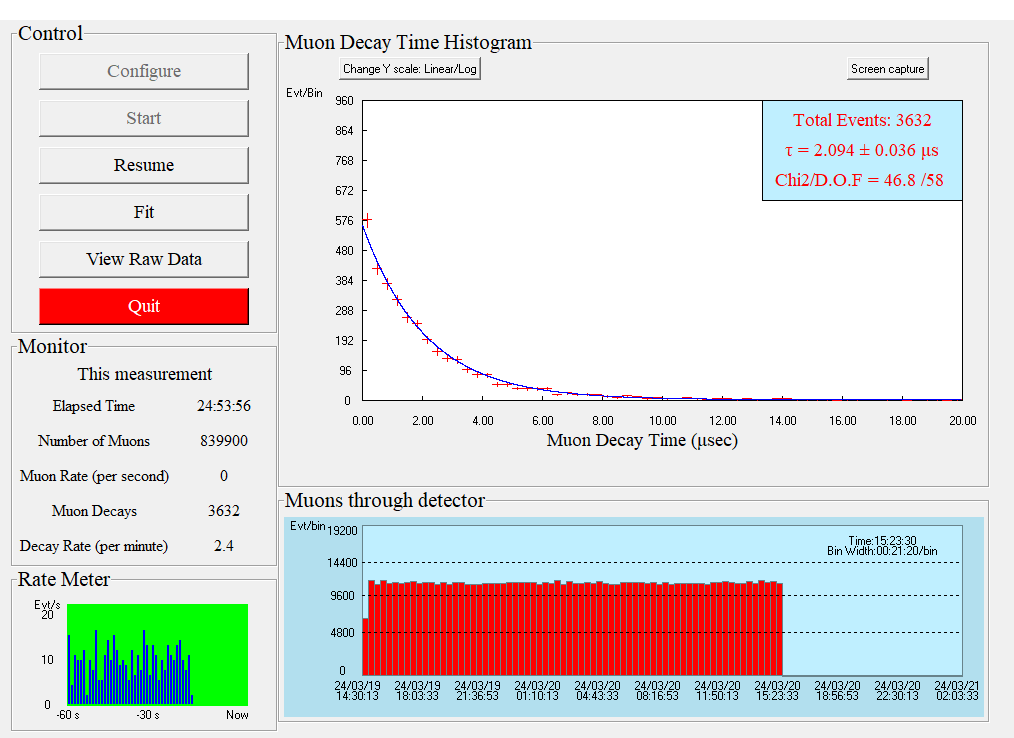 Control
Configure
Start
Resume
Fit
View Raw Data
Quit
Monitor
This measurement
Elapsed Time 24:53:56
Number of Muons 839900
Muon Rate (per second) 0
Muon Decays 3632
Decay Rate (per minute) 2.4
Rate Meter
Evt/s
20
10
0
-60 s -30 s Now
Muon Decay Time Histogram
Change Y scale: Linear/Log Screen capture
Evt/Bin
960
864
768
672
576
480
384
288
192
96
0
Total Events: 3632
τ = 2.094 ± 0.036 μs
Chi2/D.O.F = 46.8 /58
0.00 2.00 4.00 6.00 8.00 10.00 12.00 14.00 16.00 18.00 20.00
Muon Decay Time (μsec)
Muons through detector
Evt/bin
19200
14400
9600
4800
0
Time:15:23:30
Bin Width:00:21:20/bin
24/03/19 24/03/19 24/03/19 24/03/20 24/03/20 24/03/20 24/03/20 24/03/20 24/03/20 24/03/20 24/03/21
14:30:13 18:03:33 21:36:53 01:10:13 04:43:33 08:16:53 11:50:13 15:23:33 18:56:53 22:30:13 02:03:33